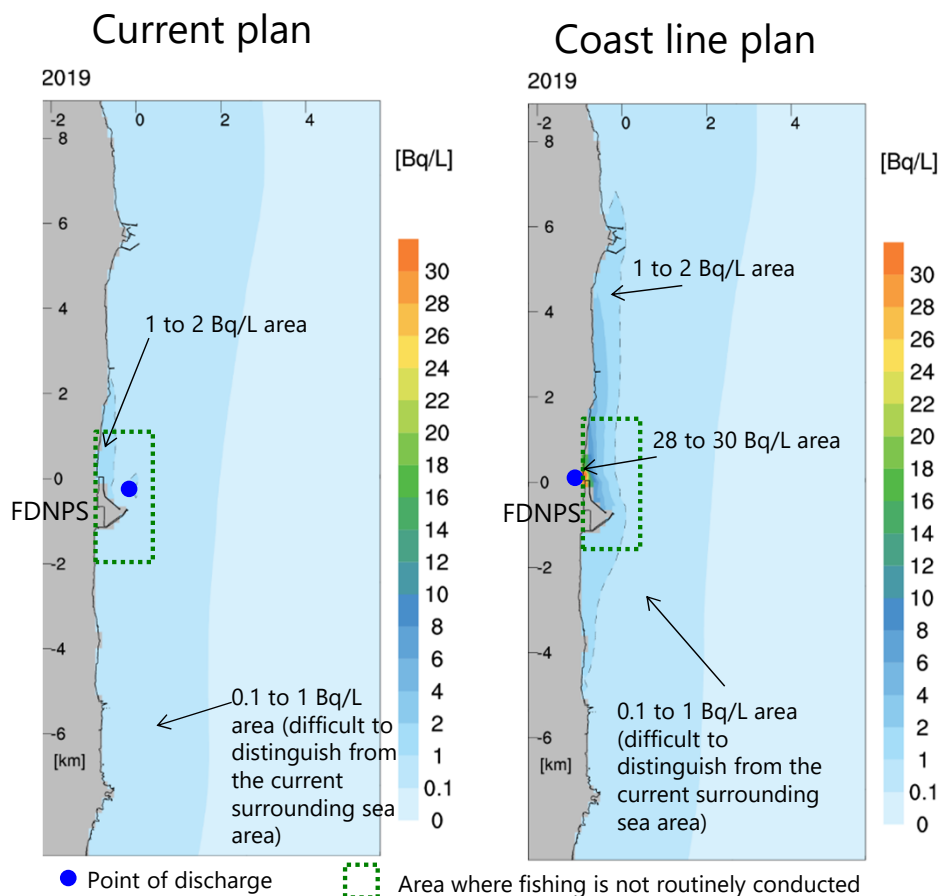 Current plan
2019
-2
0
2
4
8
6
4
2
0
-2
-4
-6
[km]
1 to 2 Bq/L area
FDNPS
0.1 to 1 Bq/L
area (difficult to
distinguish from
the current
surrounding sea
area)
[Bq/L]
30
28
26
24
22
20
18
16
14
12
10
8
6
4
2
1
0.1
0
Coast line plan
2019
-2
0
2
4
8
6
4
2
0
-2
-4
-6
[km]
1 to 2 Bq/L area
28 to 30 Bq/L area
FDNPS
0.1 to 1 Bq/L area
(difficult to
distinguish from the
current surrounding
sea area)
[Bq/L]
30
28
26
24
22
20
18
16
14
12
10
8
6
4
2
1
0.1
0
Point of discharge
Area where fishing is not routinely conducted